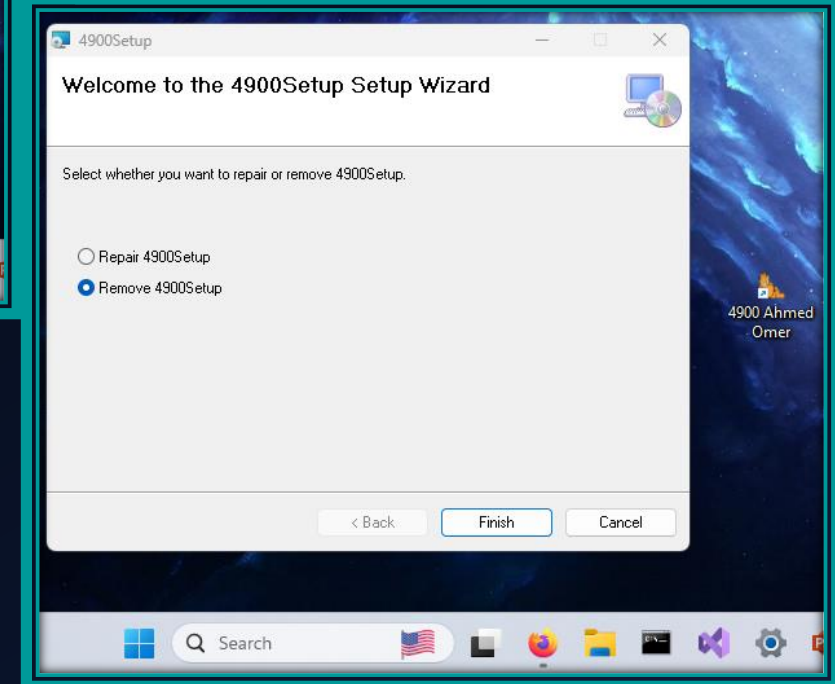 4900Setup
Welcome to the 4900Setup Setup Wizard
Select whether you want to repair or remove 4900Setup.
Repair 4900Setup
Remove 4900Setup
4900 Ahmed
Omer
< Back
Finish
Cancel
Search